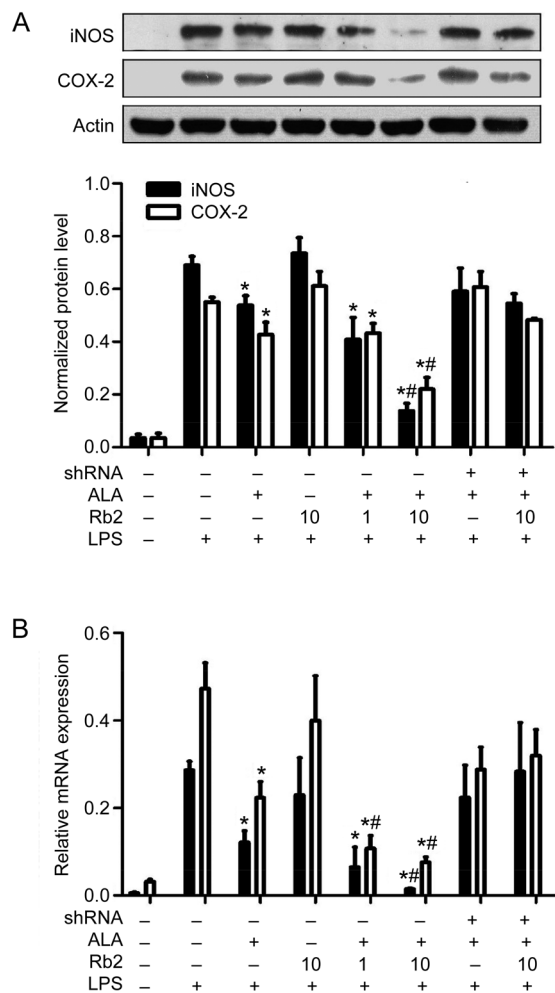 A
iNOS
COX-2
Actin
1.0
iNOS
COX-2
0.8
0.6
0.4
0.2
0.0
Normalized protein level
* * * * *# *#
shRNA – – – – – – + +
ALA – – + – + + + +
Rb2 – – – 10 1 10 – 10
LPS – + + + + + + +
B
0.6
0.4
0.2
0.0
Relative mRNA expression
* * * *# *# *#
shRNA – – – – – – + +
ALA – – + – + + + +
Rb2 – – – 10 1 10 – 10
LPS – + + + + + + +